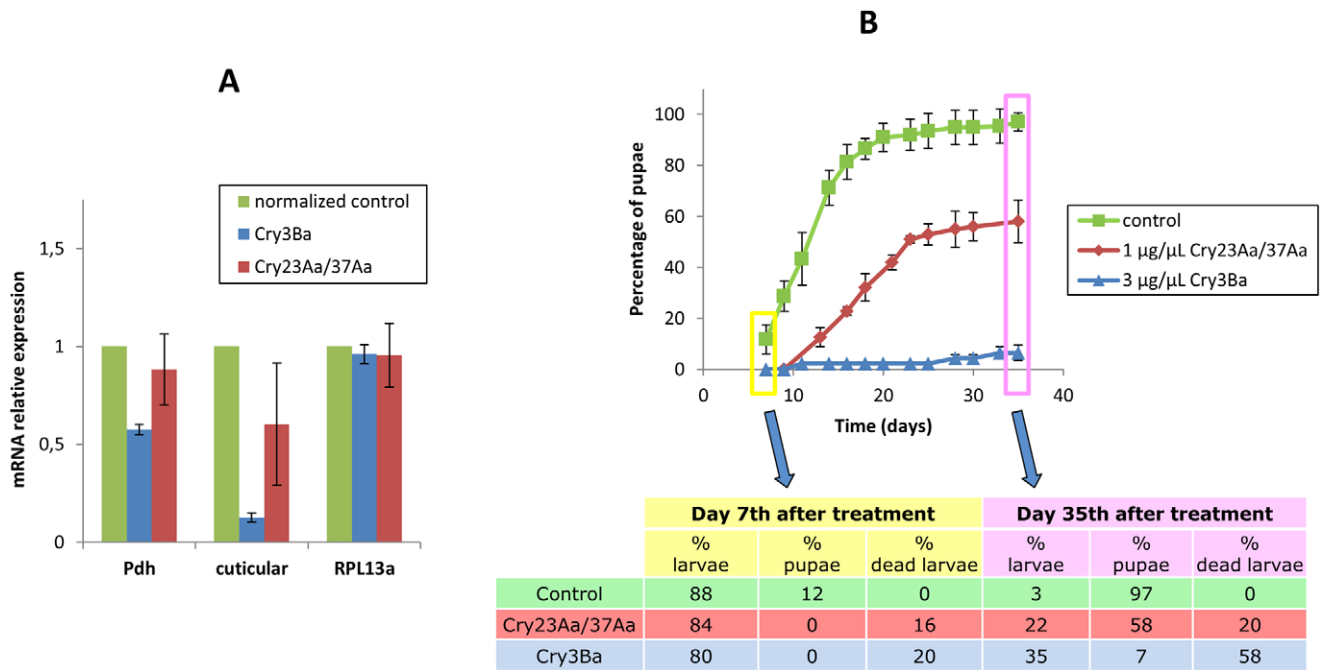 A
B
normalized control
Cry3Ba
Cry23Aa/37Aa
1,5
1
0,5
0
mRNA relative expression
Pdh cuticular RPL13a
100
80
60
40
20
0
Percentage of pupae
0 10 20 30 40
Time (days)
control
1 µg/µL Cry23Aa/37Aa
3 µg/µL Cry3Ba
Day 7th after treatment Day 35th after treatment
% larvae % pupae % dead larvae % larvae % pupae % dead larvae
Control 88 12 0 3 97 0
Cry23Aa/37Aa 84 0 16 22 58 20
Cry3Ba 80 0 20 35 7 58